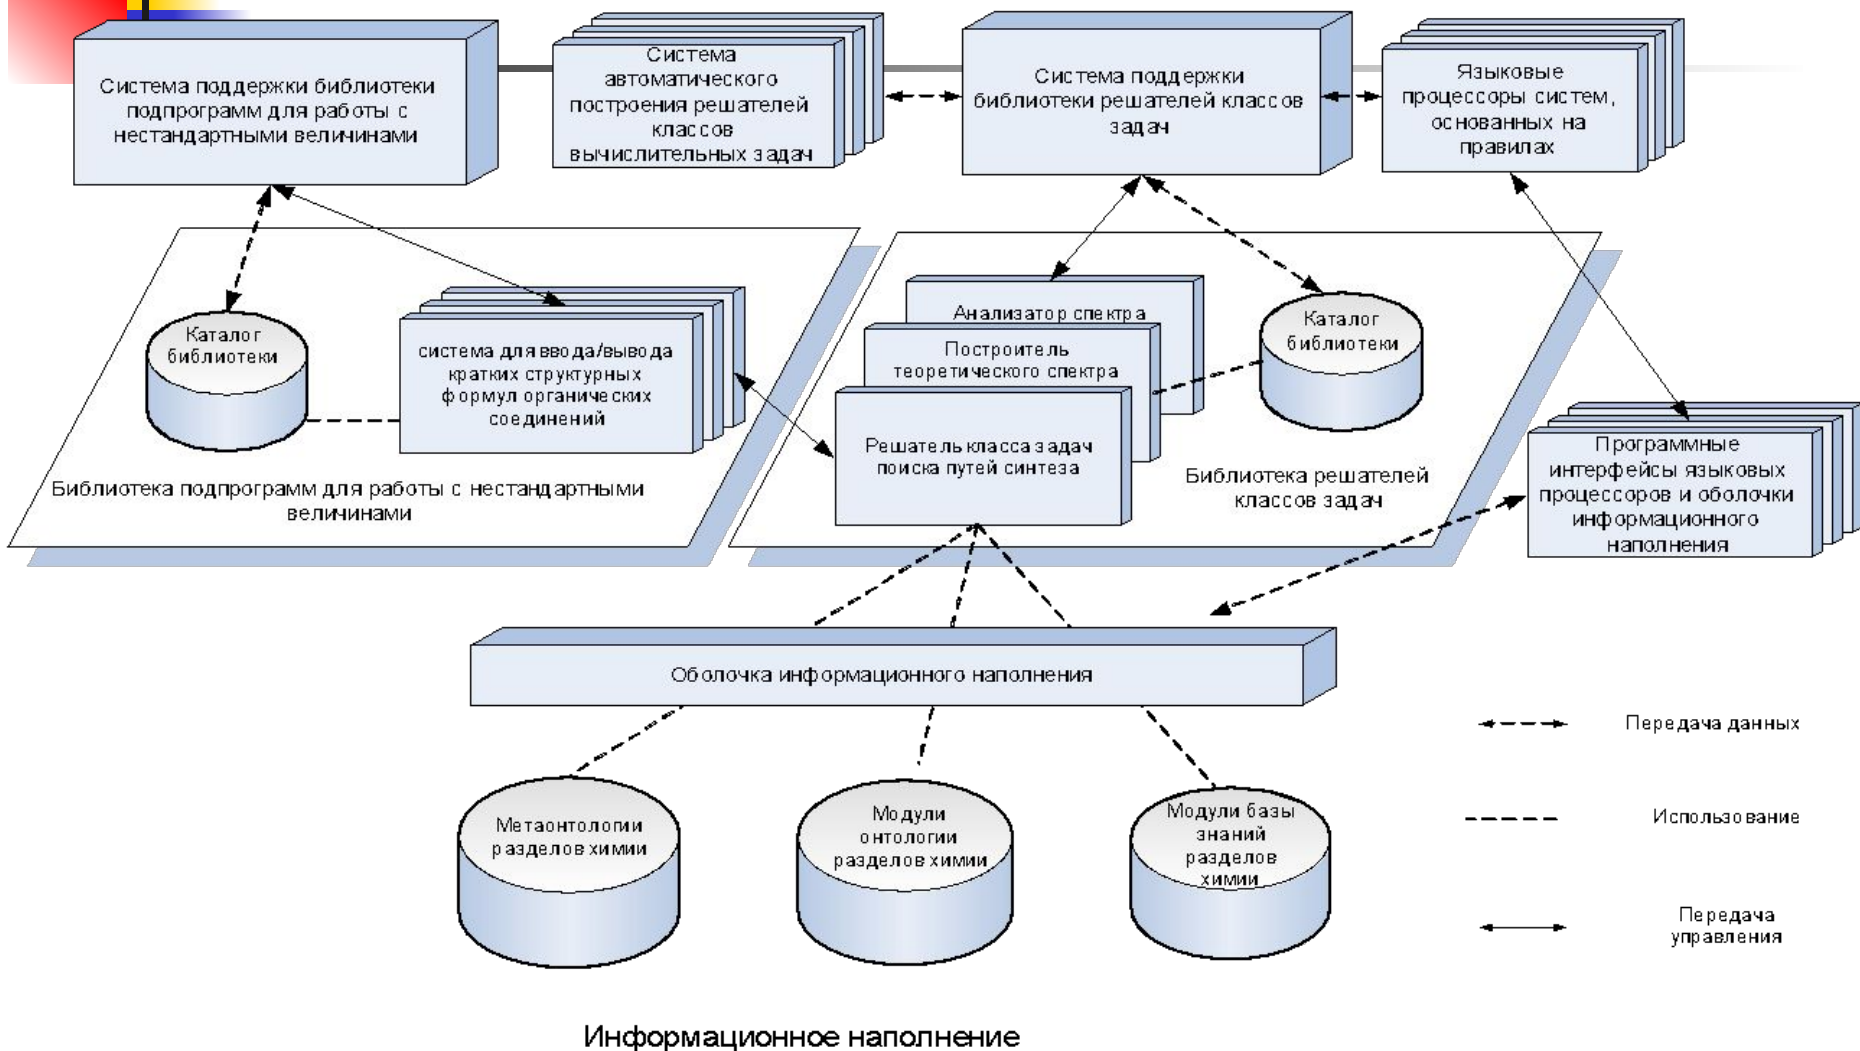 Система поддержки библиотеки
подпрограмм для работы с
нестандартными величинами
Система
автоматического
построения решателей
классов
вычислительных задач
Система поддержки
библиотеки решателей классов
задач
Языковые
процессоры систем,
основанных на
правилах
Каталог
библиотеки
система для ввода/вывода
кратких структурных
формул органических
соединений
Библиотека подпрограмм для работы с нестандартными
величинами
Анализатор спектра
Построитель
теоретического спектра
Решатель класса задач
поиска путей синтеза
Каталог
библиотеки
Библиотека решателей
классов задач
Программные
интерфейсы языковых
процессоров и оболочки
информационного
наполнения
Оболочка информационного наполнения
Метаонтологии
разделов химии
Модули
онтологии
разделов химии
Модули базы
знаний
разделов
химии
Передача данных
Использование
Передача
управления
Информационное наполнение